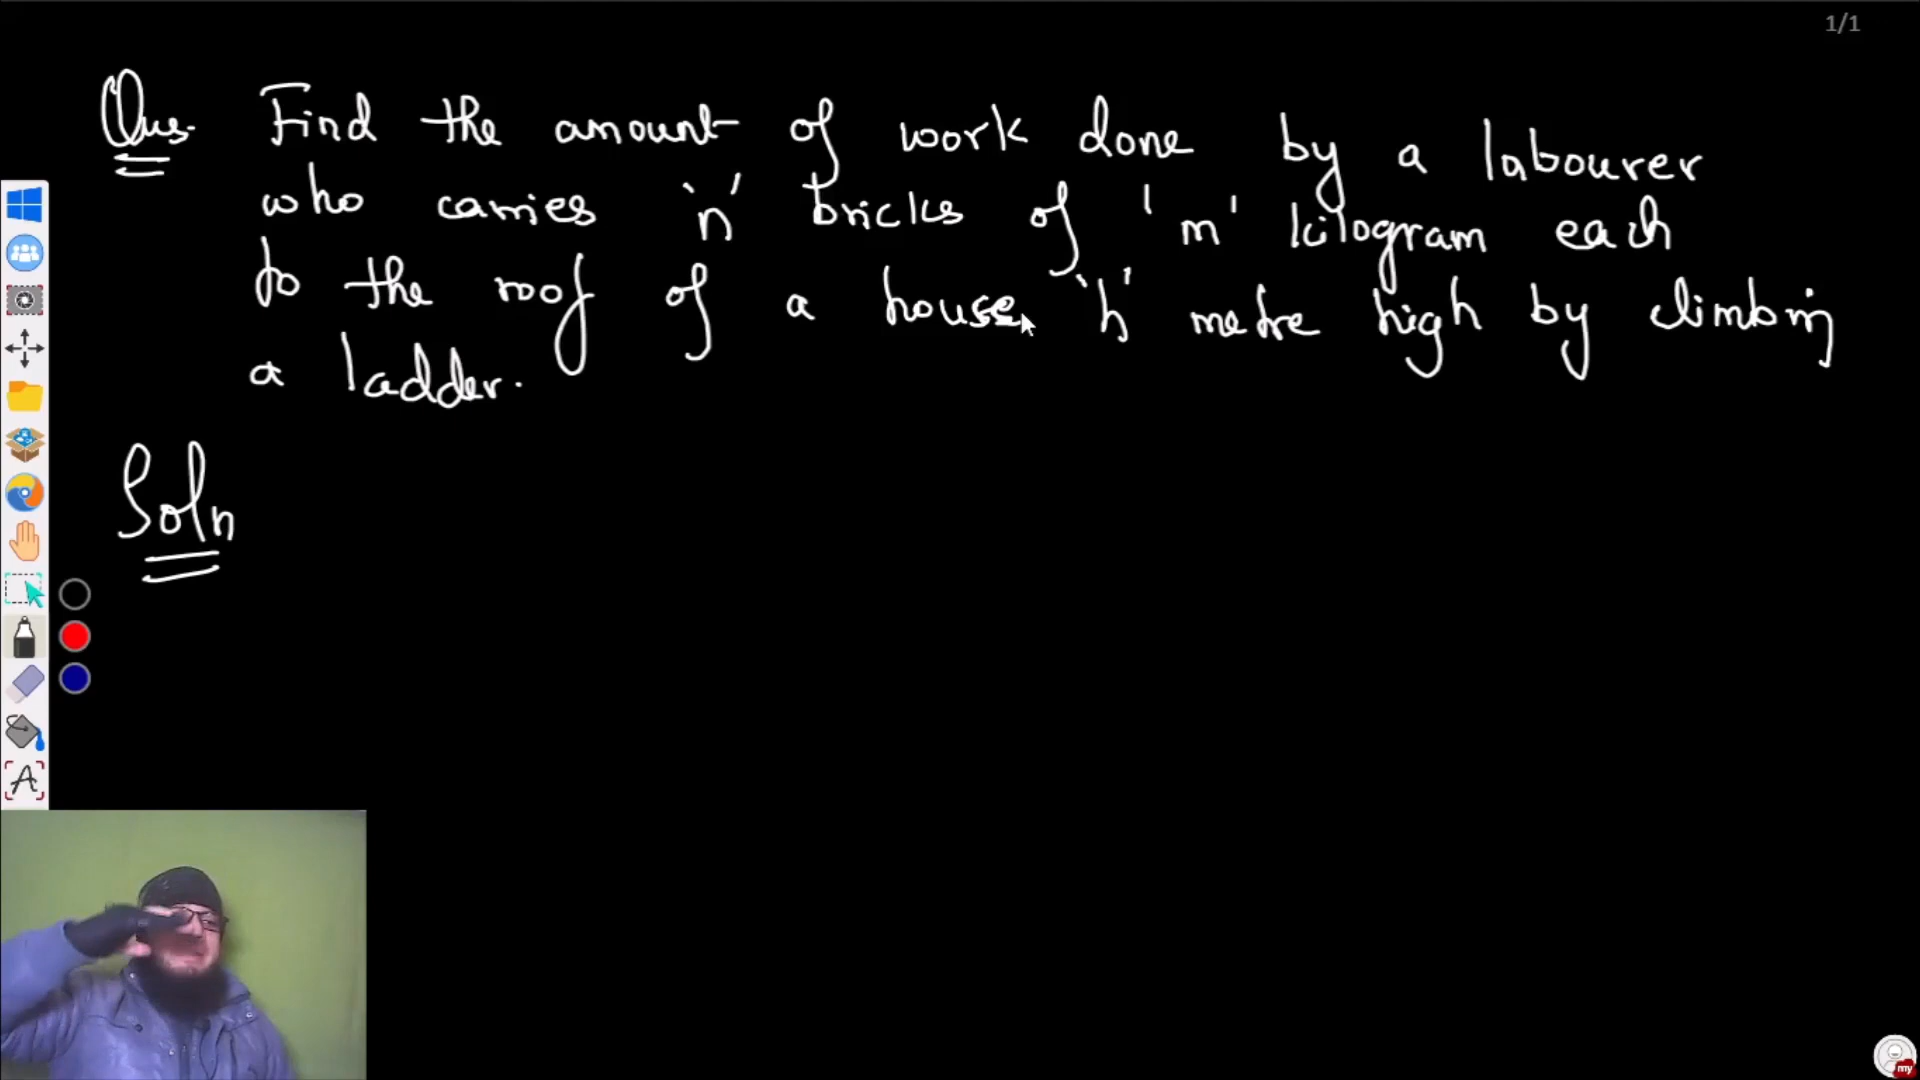 1/1
Ques. Find the amount of work done by a labourer
who carries 'n' bricks of 'm' kilogram each
to the roof of a house 'h' metre high by climbing
a ladder.
Soln
A
my